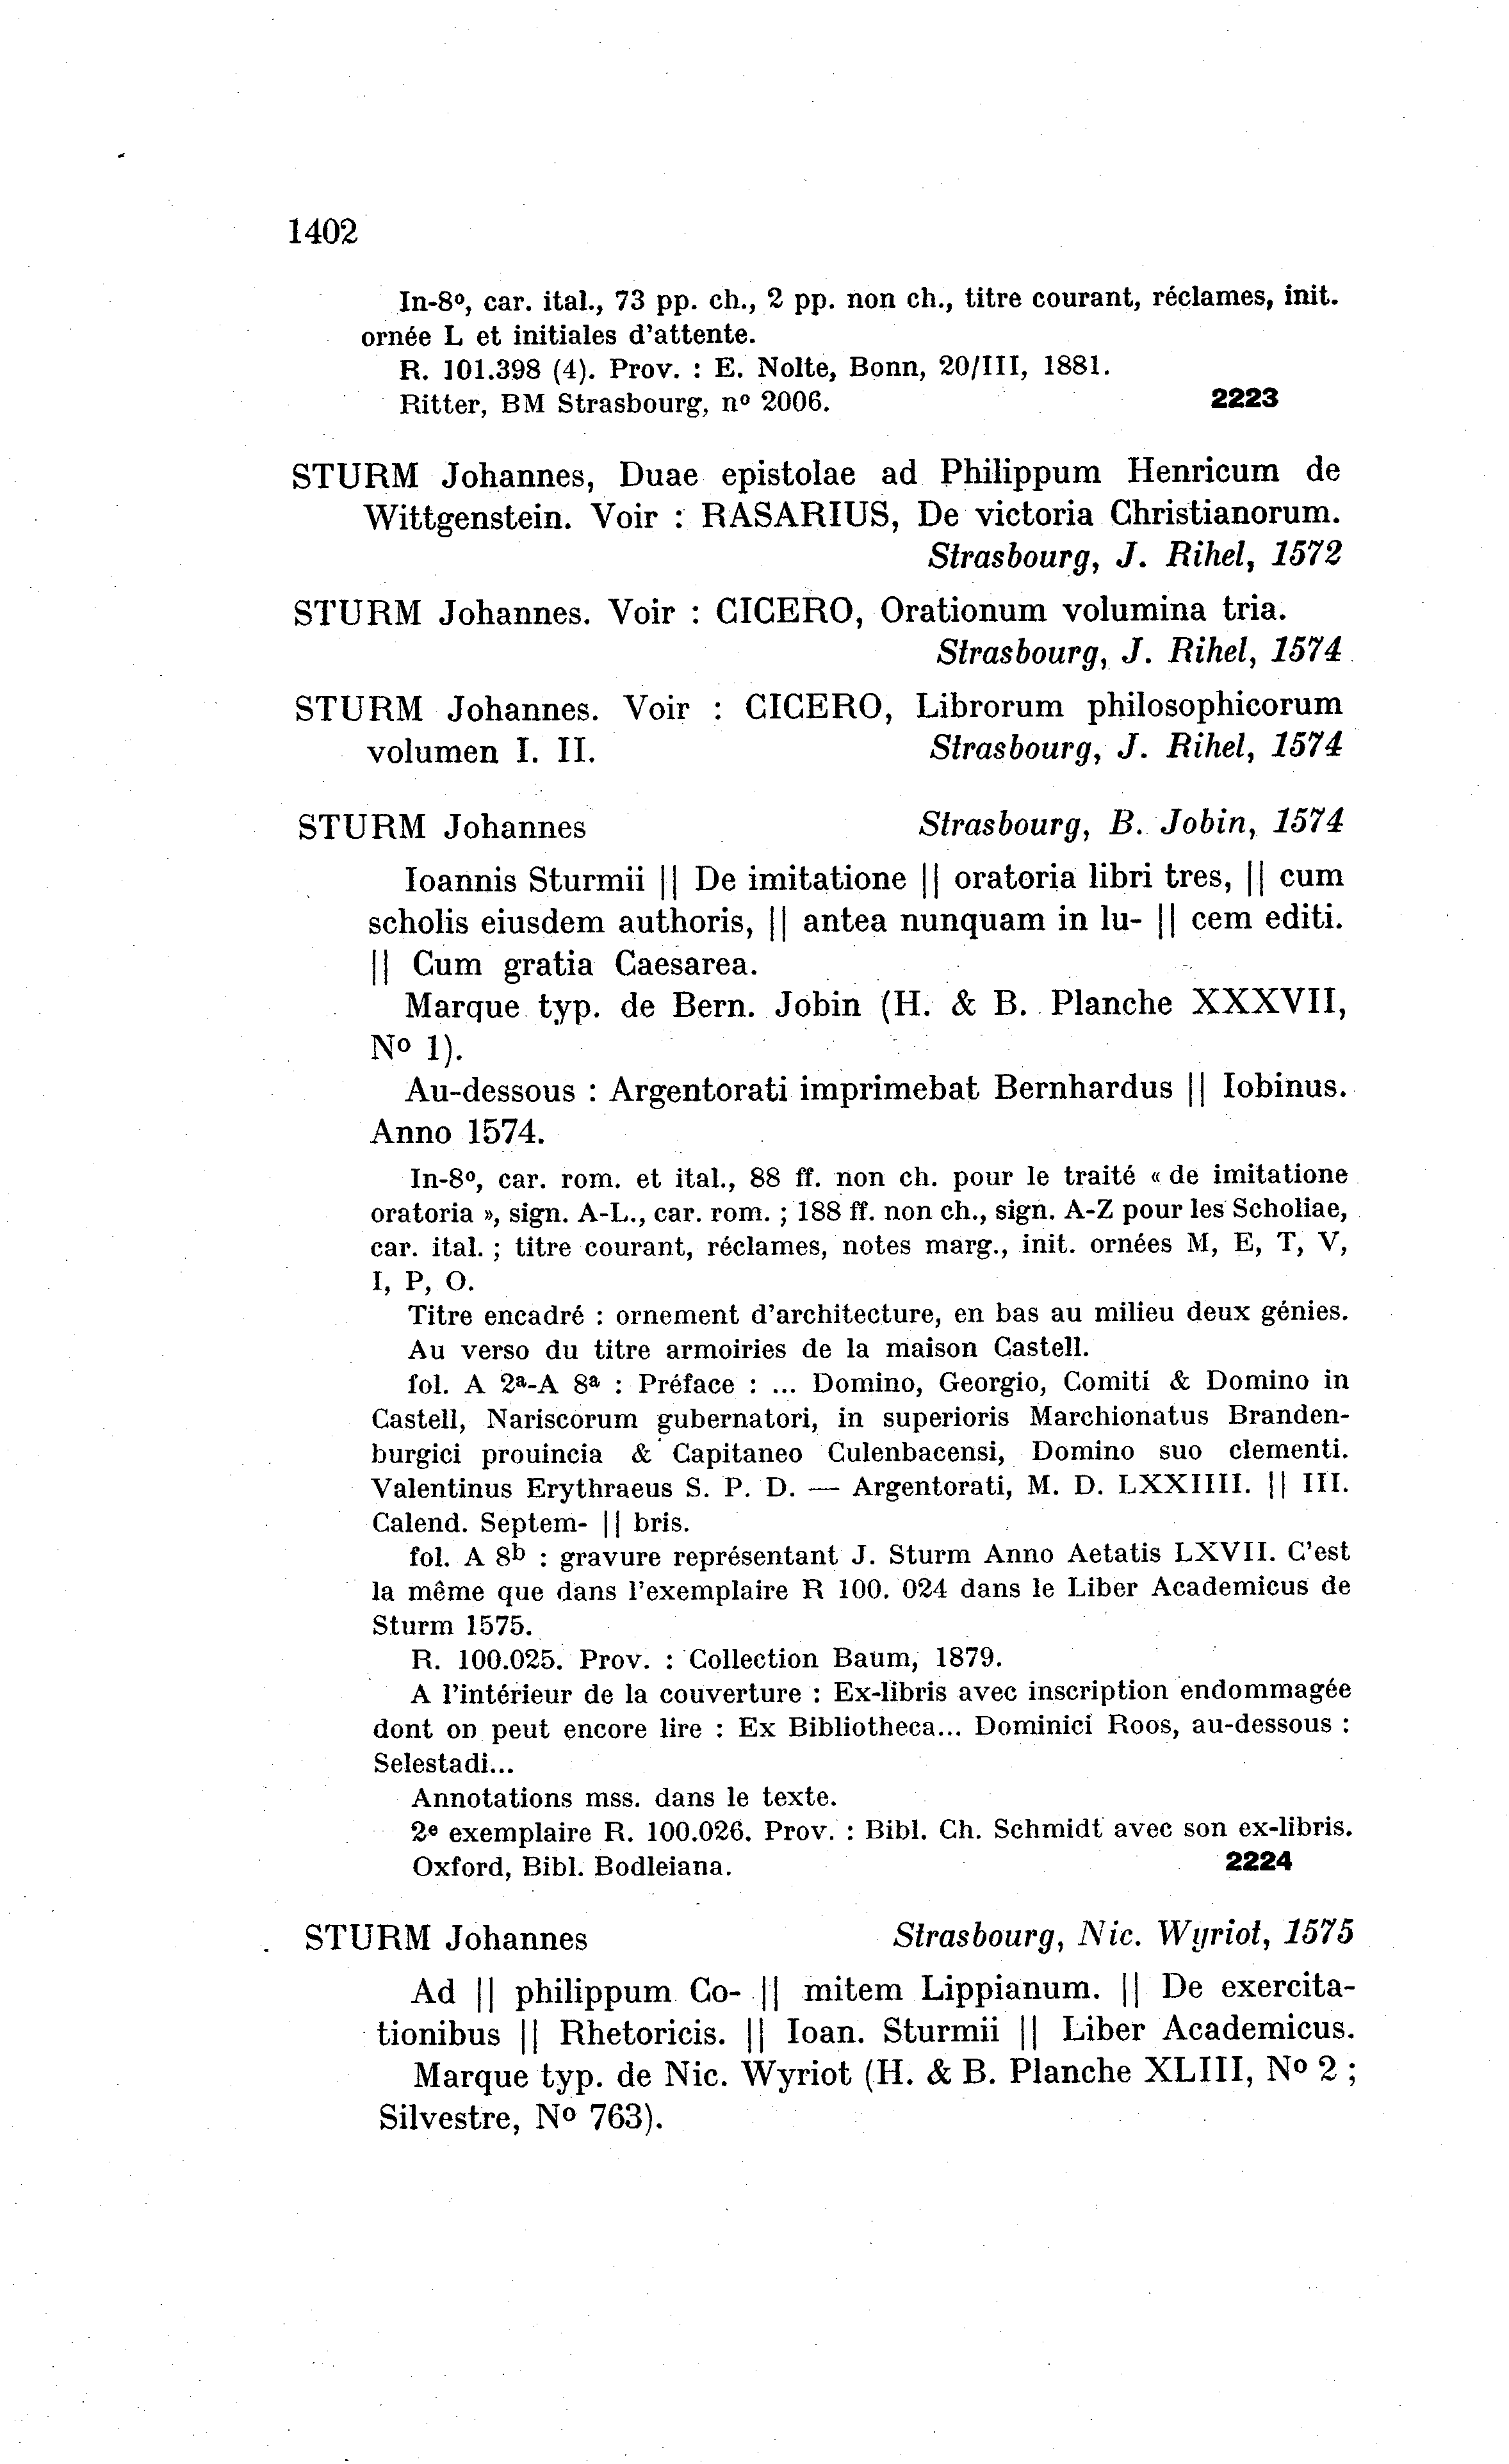 1402
In-8º, car. ital., 73 pp. ch., 2 pp. non ch., titre courant, réclames, init.
ornée L et initiales d'attente.
R. 101.398 (4). Prov. : E. Nolte, Bonn, 20/III, 1881.
Ritter, BM Strasbourg, nº 2006. 2223
STURM Johannes, Duae epistolae ad Philippum Henricum de
Wittgenstein. Voir : RASARIUS, De victoria Christianorum.
Strasbourg, J. Rihel, 1572
STURM Johannes. Voir : CICERO, Orationum volumina tria.
Strasbourg, J. Rihel, 1574
STURM Johannes. Voir : CICERO, Librorum philosophicorum
volumen I. II. Strasbourg, J. Rihel, 1574
STURM Johannes Strasbourg, B. Jobin, 1574
Ioannis Sturmii || De imitatione || oratoria libri tres, || cum
scholis eiusdem authoris, || antea nunquam in lu- || cem editi.
|| Cum gratia Caesarea.
Marque typ. de Bern. Jobin (H. & B. Planche XXXVII,
Nº 1).
Au-dessous : Argentorati imprimebat Bernhardus || Iobinus.
Anno 1574.
In-8º, car. rom. et ital., 88 ff. non ch. pour le traité « de imitatione
oratoria », sign. A-L., car. rom. ; 188 ff. non ch., sign. A-Z pour les Scholiae,
car. ital. ; titre courant, réclames, notes marg., init. ornées M, E, T, V,
I, P, O.
Titre encadré : ornement d'architecture, en bas au milieu deux génies.
Au verso du titre armoiries de la maison Castell.
fol. A 2ª-A 8ª : Préface : ... Domino, Georgio, Comiti & Domino in
Castell, Nariscorum gubernatori, in superioris Marchionatus Branden-
burgici prouincia & Capitaneo Culenbacensi, Domino suo clementi.
Valentinus Erythraeus S. P. D. — Argentorati, M. D. LXXIIII. || III.
Calend. Septem- || bris.
fol. A 8ᵇ : gravure représentant J. Sturm Anno Aetatis LXVII. C'est
la même que dans l'exemplaire R 100. 024 dans le Liber Academicus de
Sturm 1575.
R. 100.025. Prov. : Collection Baum, 1879.
A l'intérieur de la couverture : Ex-libris avec inscription endommagée
dont on peut encore lire : Ex Bibliotheca... Dominici Roos, au-dessous :
Selestadi...
Annotations mss. dans le texte.
2ᵉ exemplaire R. 100.026. Prov. : Bibl. Ch. Schmidt avec son ex-libris.
Oxford, Bibl. Bodleiana. 2224
STURM Johannes Strasbourg, Nic. Wyriot, 1575
Ad || philippum Co- || mitem Lippianum. || De exercita-
tionibus || Rhetoricis. || Ioan. Sturmii || Liber Academicus.
Marque typ. de Nic. Wyriot (H. & B. Planche XLIII, Nº 2 ;
Silvestre, Nº 763).